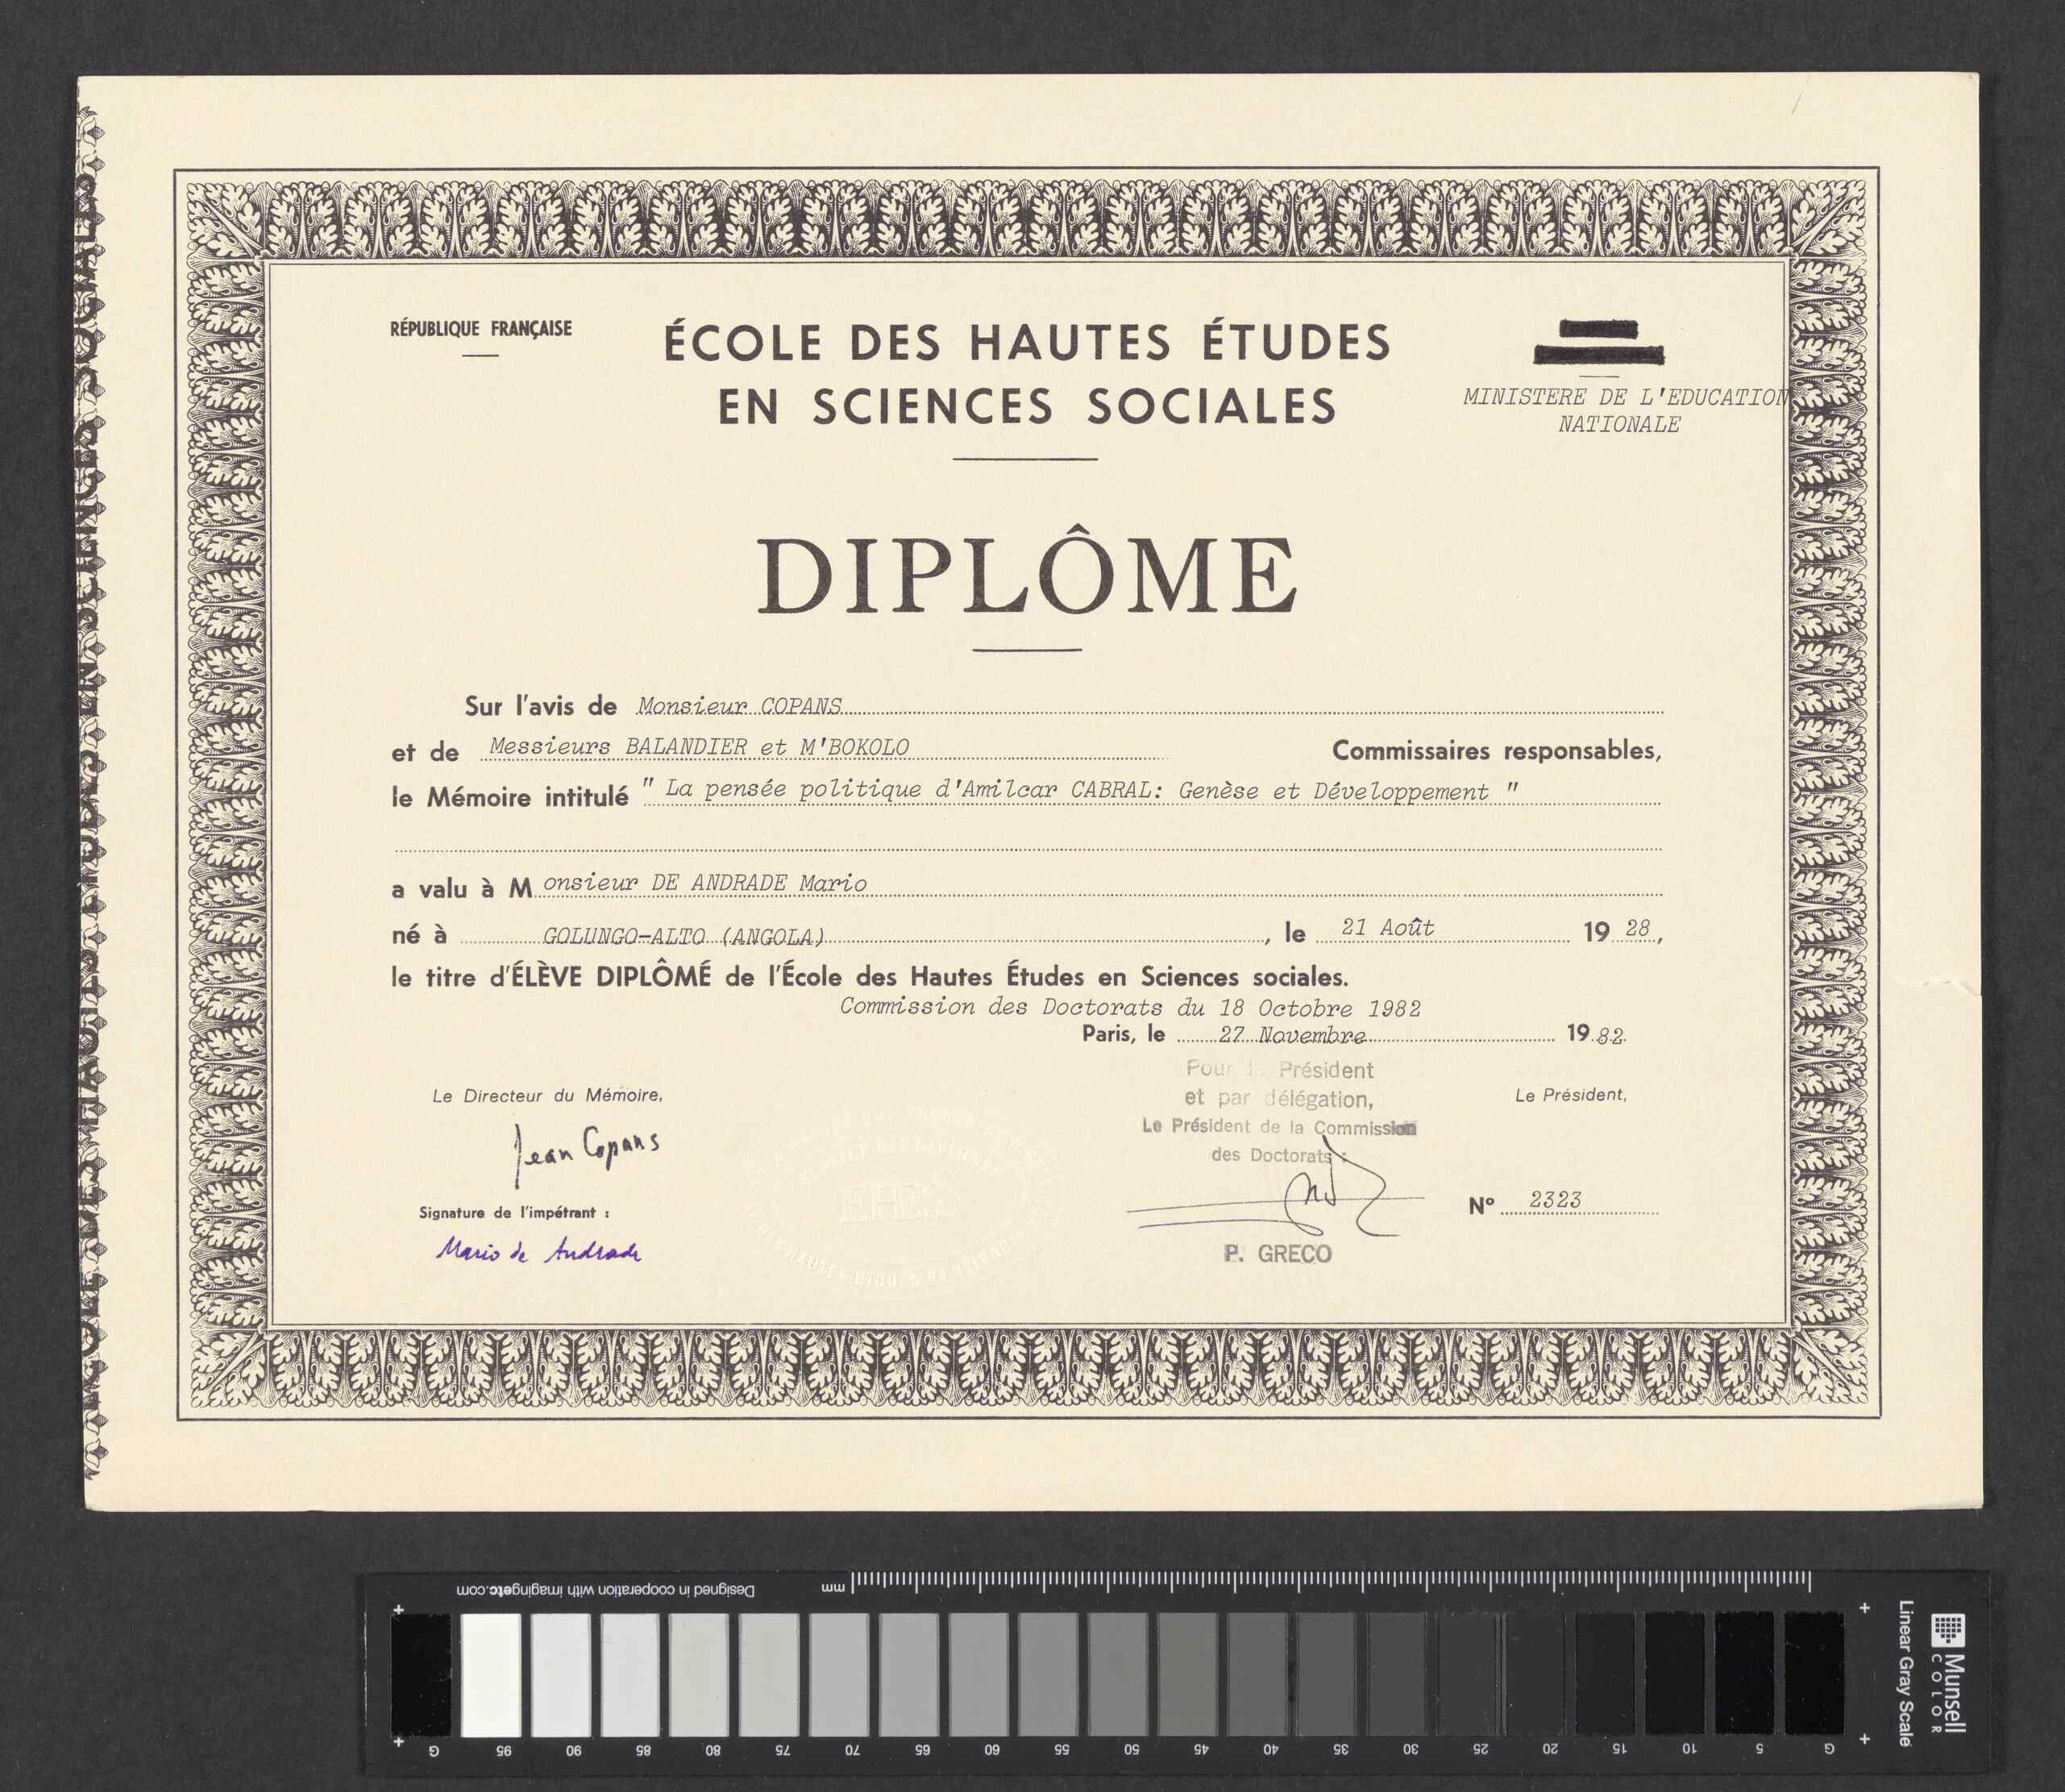 RÉPUBLIQUE FRANÇAISE
ÉCOLE DES HAUTES ÉTUDES
EN SCIENCES SOCIALES
MINISTERE DE L'EDUCATION
NATIONALE
DIPLÔME
Sur l'avis de Monsieur COPANS
et de Messieurs BALANDIER et M'BOKOLO Commissaires responsables,
le Mémoire intitulé " La pensée politique d'Amilcar CABRAL: Genèse et Développement "
a valu à Monsieur DE ANDRADE Mario
né à GOLUNGO-ALTO (ANGOLA), le 21 Août 1928,
le titre d'ÉLÈVE DIPLÔMÉ de l'École des Hautes Études en Sciences sociales.
Commission des Doctorats du 18 Octobre 1982
Paris, le 27 Novembre 1982
Pour le Président
et par délégation,
Le Président de la Commission
des Doctorats :
P. GRECO
Le Directeur du Mémoire,
Jean Copans
Signature de l'impétrant :
Mario de Andrade
Le Président,
N° 2323
EHESS
Designed in cooperation with imagingetc.com
mm
G 95 90 85 80 75 70 65 60 55 50 45 40 35 30 25 20 15 10 5 G
Munsell
COLOR
Linear Gray Scale